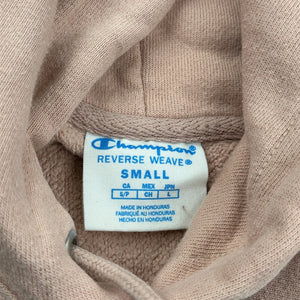 Champion
REVERSE WEAVE®
SMALL
CA MEX JPN
S/P CH L
MADE IN HONDURAS
FABRIQUÉ AU HONDURAS
HECHO EN HONDURAS